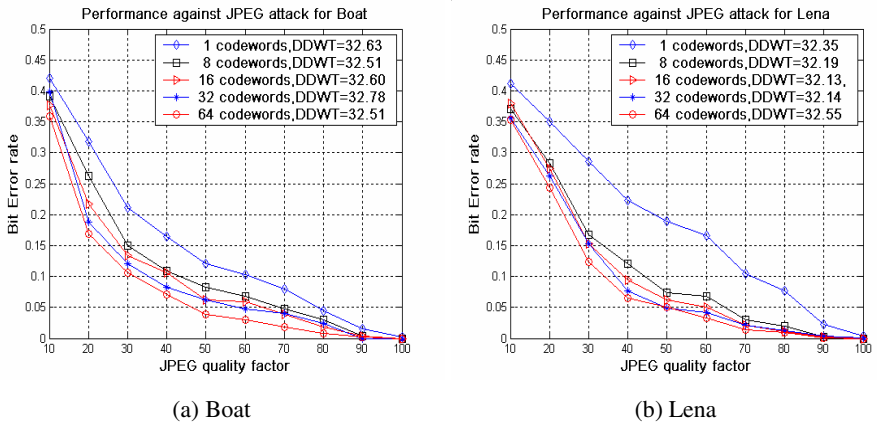 Performance against JPEG attack for Boat
0.5
0.45
0.4
0.35
0.3
0.25
0.2
0.15
0.1
0.05
0
Bit Error rate
1 codewords,DDWT=32.63
8 codewords,DDWT=32.51
16 codewords,DDWT=32.60
32 codewords,DDWT=32.78
64 codewords,DDWT=32.51
10 20 30 40 50 60 70 80 90 100
JPEG quality factor
(a) Boat
Performance against JPEG attack for Lena
0.5
0.45
0.4
0.35
0.3
0.25
0.2
0.15
0.1
0.05
0
Bit Error rate
1 codewords,DDWT=32.35
8 codewords,DDWT=32.19
16 codewords,DDWT=32.13,
32 codewords,DDWT=32.14
64 codewords,DDWT=32.55
10 20 30 40 50 60 70 80 90 100
JPEG quality factor
(b) Lena